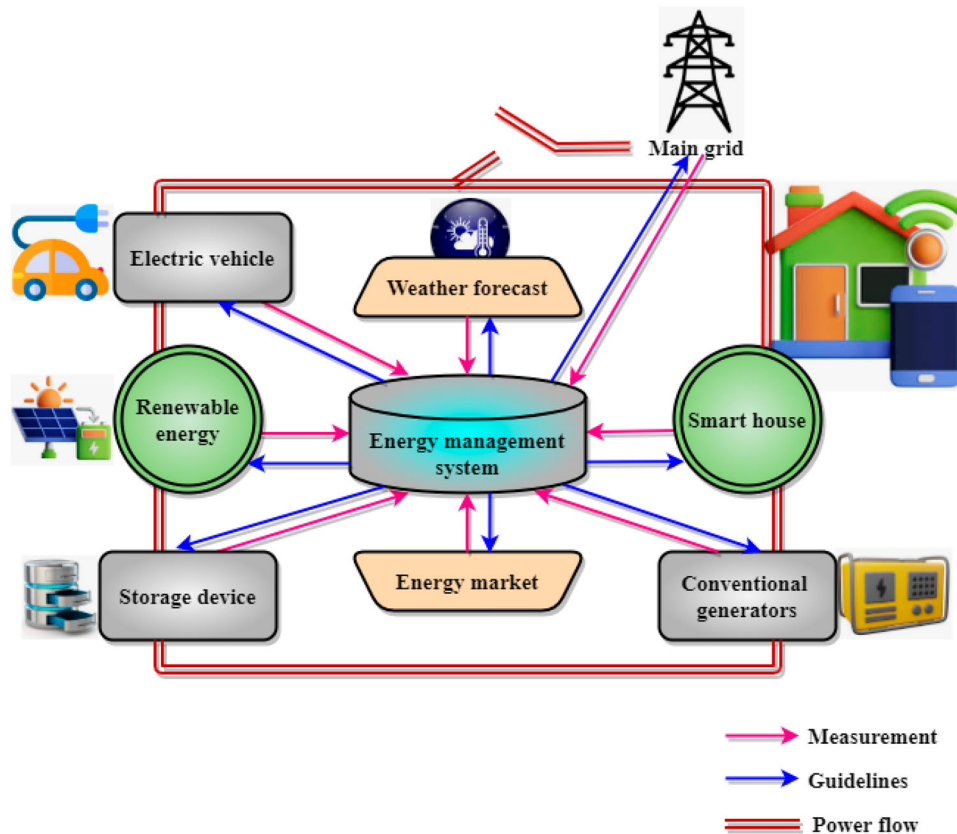 Main grid
Electric vehicle
Weather forecast
Renewable
energy
Energy management
system
Smart house
Storage device
Energy market
Conventional
generators
Measurement
Guidelines
Power flow